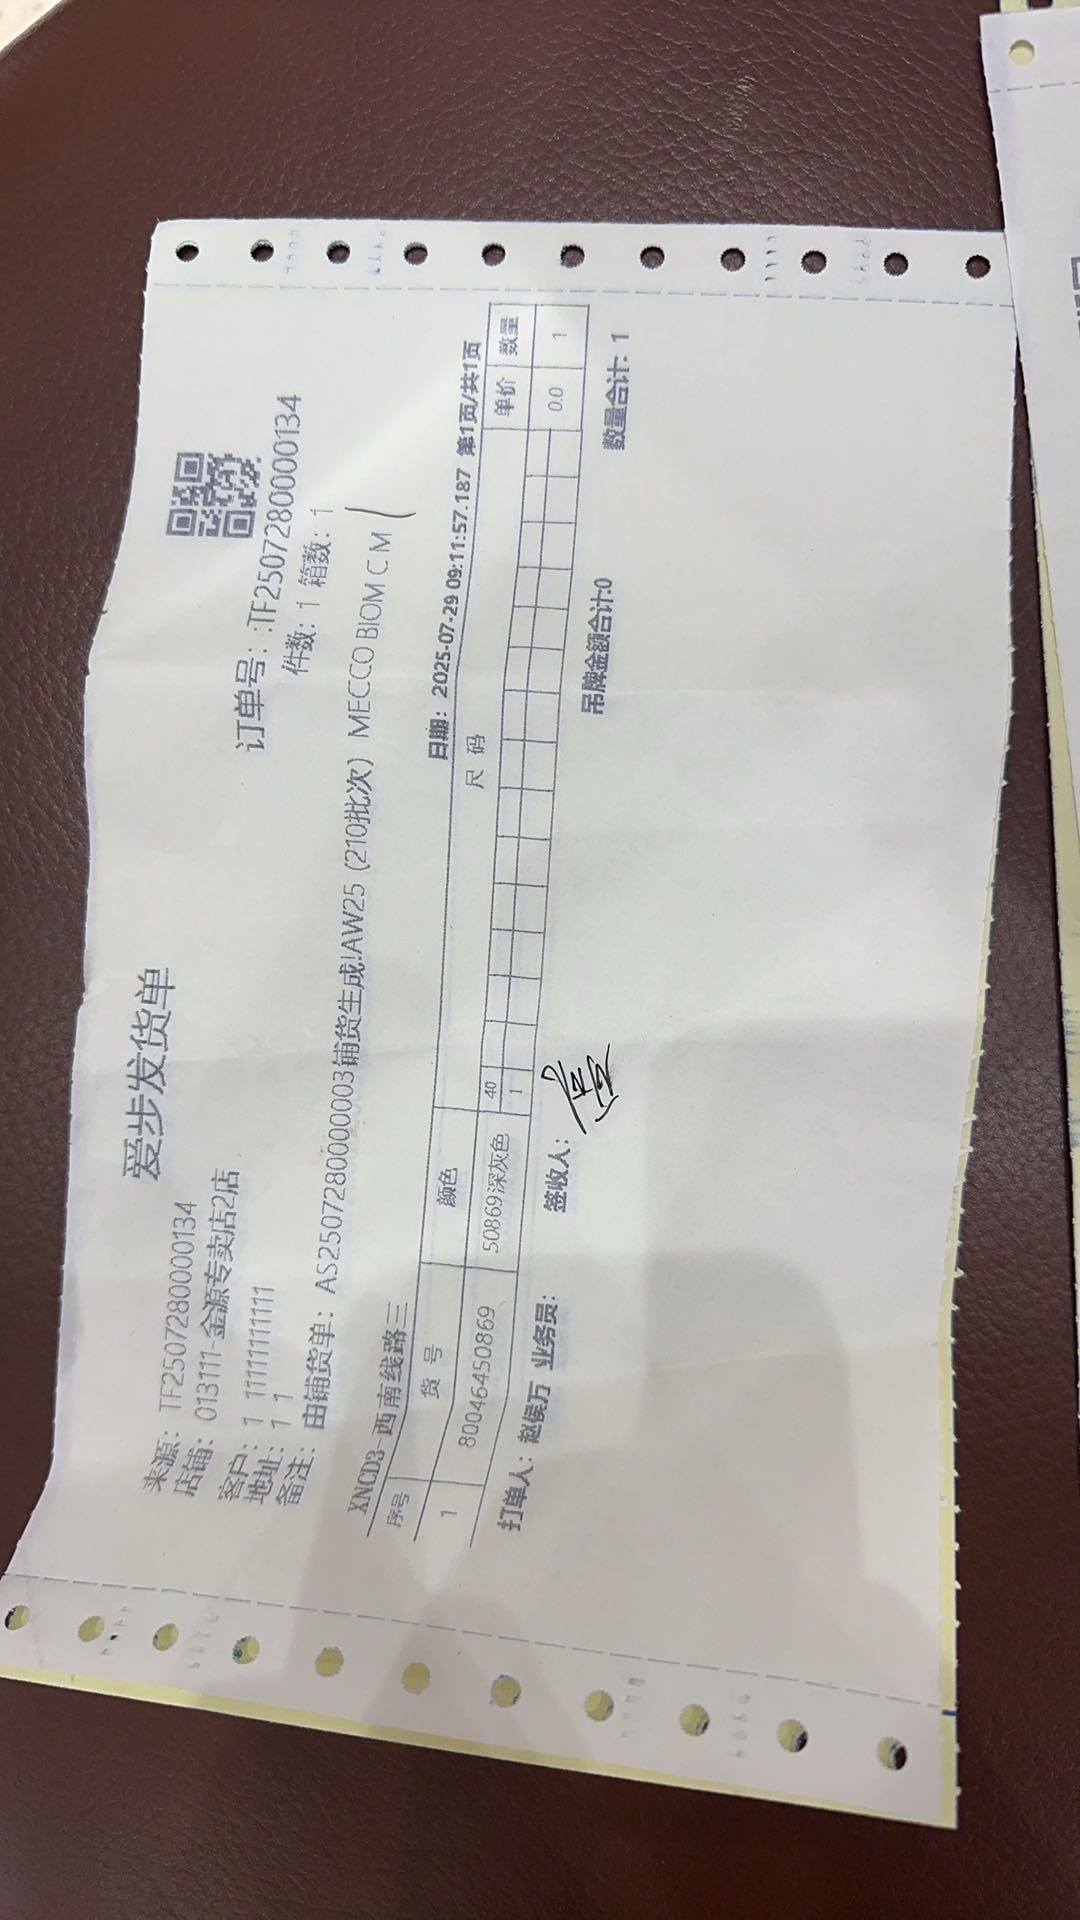 爱步发货单
订单号：:TF2507280000134
件数：1 箱数：1
来源：TF2507280000134
店铺：013111-金源专卖店2店
客户：1 11111111111
地址：1 1
备注：由铺货单：AS250728000003铺货生成!AW25 (210批次) MECCO BIOM C M
XNCD3-西南线路三 日期：2025-07-29 09:11:57.187 第1页/共1页
序号 货号 颜色 尺码 单价 数量
40
1 80046450869 50869深灰色 1 0.0 1
打单人：赵侯万 业务员： 签收人： 吊牌金额合计:0 数量合计: 1